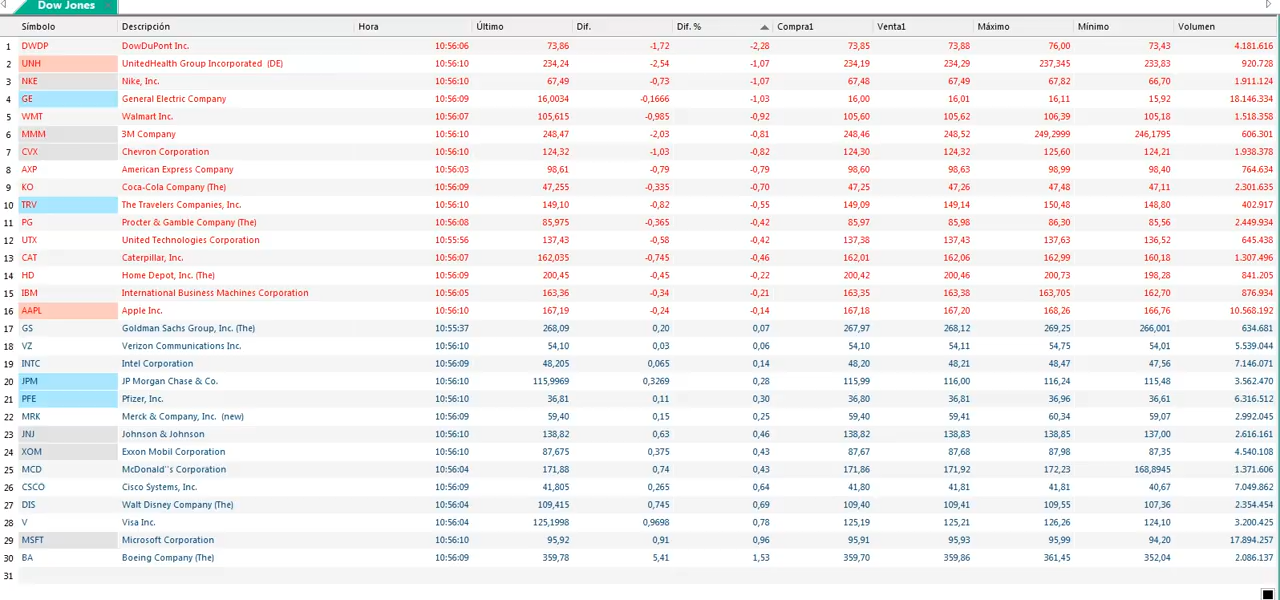 Dow Jones
Símbolo Descripción Hora Último Dif. Dif. % Compra1 Venta1 Máximo Mínimo Volumen
1 DWDP DowDuPont Inc. 10:56:06 73,86 -1,72 -2,28 73,85 73,88 76,00 73,43 4.181.616
2 UNH UnitedHealth Group Incorporated (DE) 10:56:10 234,24 -2,54 -1,07 234,19 234,29 237,345 233,83 920.728
3 NKE Nike, Inc. 10:56:10 67,49 -0,73 -1,07 67,48 67,49 67,82 66,70 1.911.124
4 GE General Electric Company 10:56:09 16,0034 -0,1666 -1,03 16,00 16,01 16,11 15,92 18.146.334
5 WMT Walmart Inc. 10:56:07 105,615 -0,985 -0,92 105,60 105,62 106,39 105,18 1.518.358
6 MMM 3M Company 10:56:10 248,47 -2,03 -0,81 248,46 248,52 249,2999 246,1795 606.301
7 CVX Chevron Corporation 10:56:10 124,32 -1,03 -0,82 124,30 124,32 125,60 124,21 1.938.378
8 AXP American Express Company 10:56:03 98,61 -0,79 -0,79 98,60 98,63 98,99 98,40 764.634
9 KO Coca-Cola Company (The) 10:56:09 47,255 -0,335 -0,70 47,25 47,26 47,48 47,11 2.301.635
10 TRV The Travelers Companies, Inc. 10:56:10 149,10 -0,82 -0,55 149,09 149,14 150,48 148,80 402.917
11 PG Procter & Gamble Company (The) 10:56:08 85,975 -0,365 -0,42 85,97 85,98 86,30 85,56 2.449.934
12 UTX United Technologies Corporation 10:55:56 137,43 -0,58 -0,42 137,38 137,43 137,63 136,52 645.438
13 CAT Caterpillar, Inc. 10:56:07 162,035 -0,745 -0,46 162,01 162,06 162,99 160,18 1.307.496
14 HD Home Depot, Inc. (The) 10:56:09 200,45 -0,45 -0,22 200,42 200,46 200,73 198,28 841.205
15 IBM International Business Machines Corporation 10:56:05 163,36 -0,34 -0,21 163,35 163,38 163,705 162,70 876.934
16 AAPL Apple Inc. 10:56:10 167,19 -0,24 -0,14 167,18 167,20 168,26 166,76 10.568.192
17 GS Goldman Sachs Group, Inc. (The) 10:55:37 268,09 0,20 0,07 267,97 268,12 269,25 266,001 634.681
18 VZ Verizon Communications Inc. 10:56:10 54,10 0,03 0,06 54,10 54,11 54,75 54,01 5.539.044
19 INTC Intel Corporation 10:56:09 48,205 0,065 0,14 48,20 48,21 48,47 47,56 7.146.071
20 JPM JP Morgan Chase & Co. 10:56:10 115,9969 0,3269 0,28 115,99 116,00 116,24 115,48 3.562.470
21 PFE Pfizer, Inc. 10:56:10 36,81 0,11 0,30 36,80 36,81 36,96 36,61 6.316.512
22 MRK Merck & Company, Inc. (new) 10:56:09 59,40 0,15 0,25 59,40 59,41 60,34 59,07 2.992.045
23 JNJ Johnson & Johnson 10:56:10 138,82 0,63 0,46 138,82 138,83 138,85 137,00 2.616.161
24 XOM Exxon Mobil Corporation 10:56:09 87,675 0,375 0,43 87,67 87,68 87,98 87,35 4.540.108
25 MCD McDonald``s Corporation 10:56:04 171,88 0,74 0,43 171,86 171,92 172,23 168,8945 1.371.606
26 CSCO Cisco Systems, Inc. 10:56:09 41,805 0,265 0,64 41,80 41,81 41,81 40,67 7.049.862
27 DIS Walt Disney Company (The) 10:56:04 109,415 0,745 0,69 109,40 109,41 109,55 107,36 2.354.454
28 V Visa Inc. 10:56:04 125,1998 0,9698 0,78 125,19 125,21 126,26 124,10 3.200.425
29 MSFT Microsoft Corporation 10:56:10 95,92 0,91 0,96 95,91 95,93 95,99 94,20 17.894.257
30 BA Boeing Company (The) 10:56:09 359,78 5,41 1,53 359,70 359,86 361,45 352,04 2.086.137
31